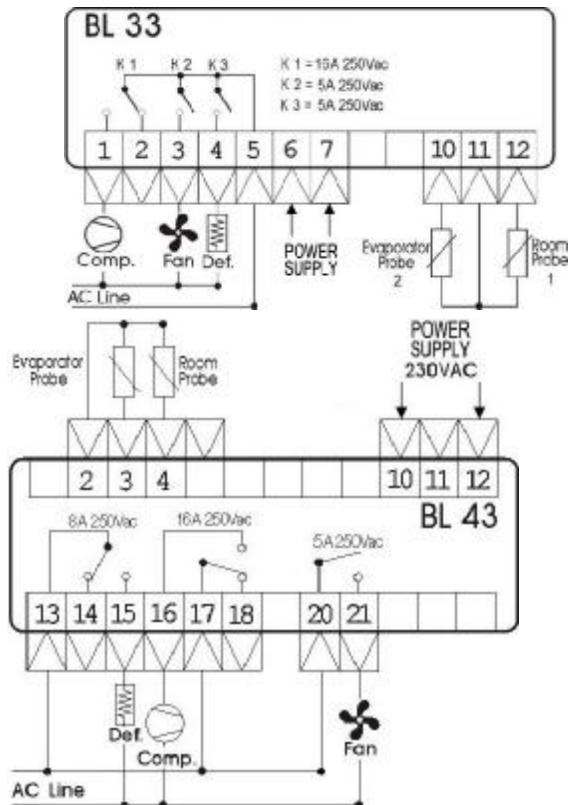 BL 33
K 1 K 2 K 3
K 1 = 16A 250Vac
K 2 = 5A 250Vac
K 3 = 5A 250Vac
1 2 3 4 5 6 7 10 11 12
Comp. Fan Def.
POWER
SUPPLY
Evaporator
Probe
2
Room
Probe
1
AC Line
Evaporator
Probe
Room
Probe
POWER
SUPPLY
230VAC
2 3 4 10 11 12
BL 43
8A 250Vac 16A 250Vac 5A 250Vac
13 14 15 16 17 18 20 21
Def.
Comp.
Fan
AC Line